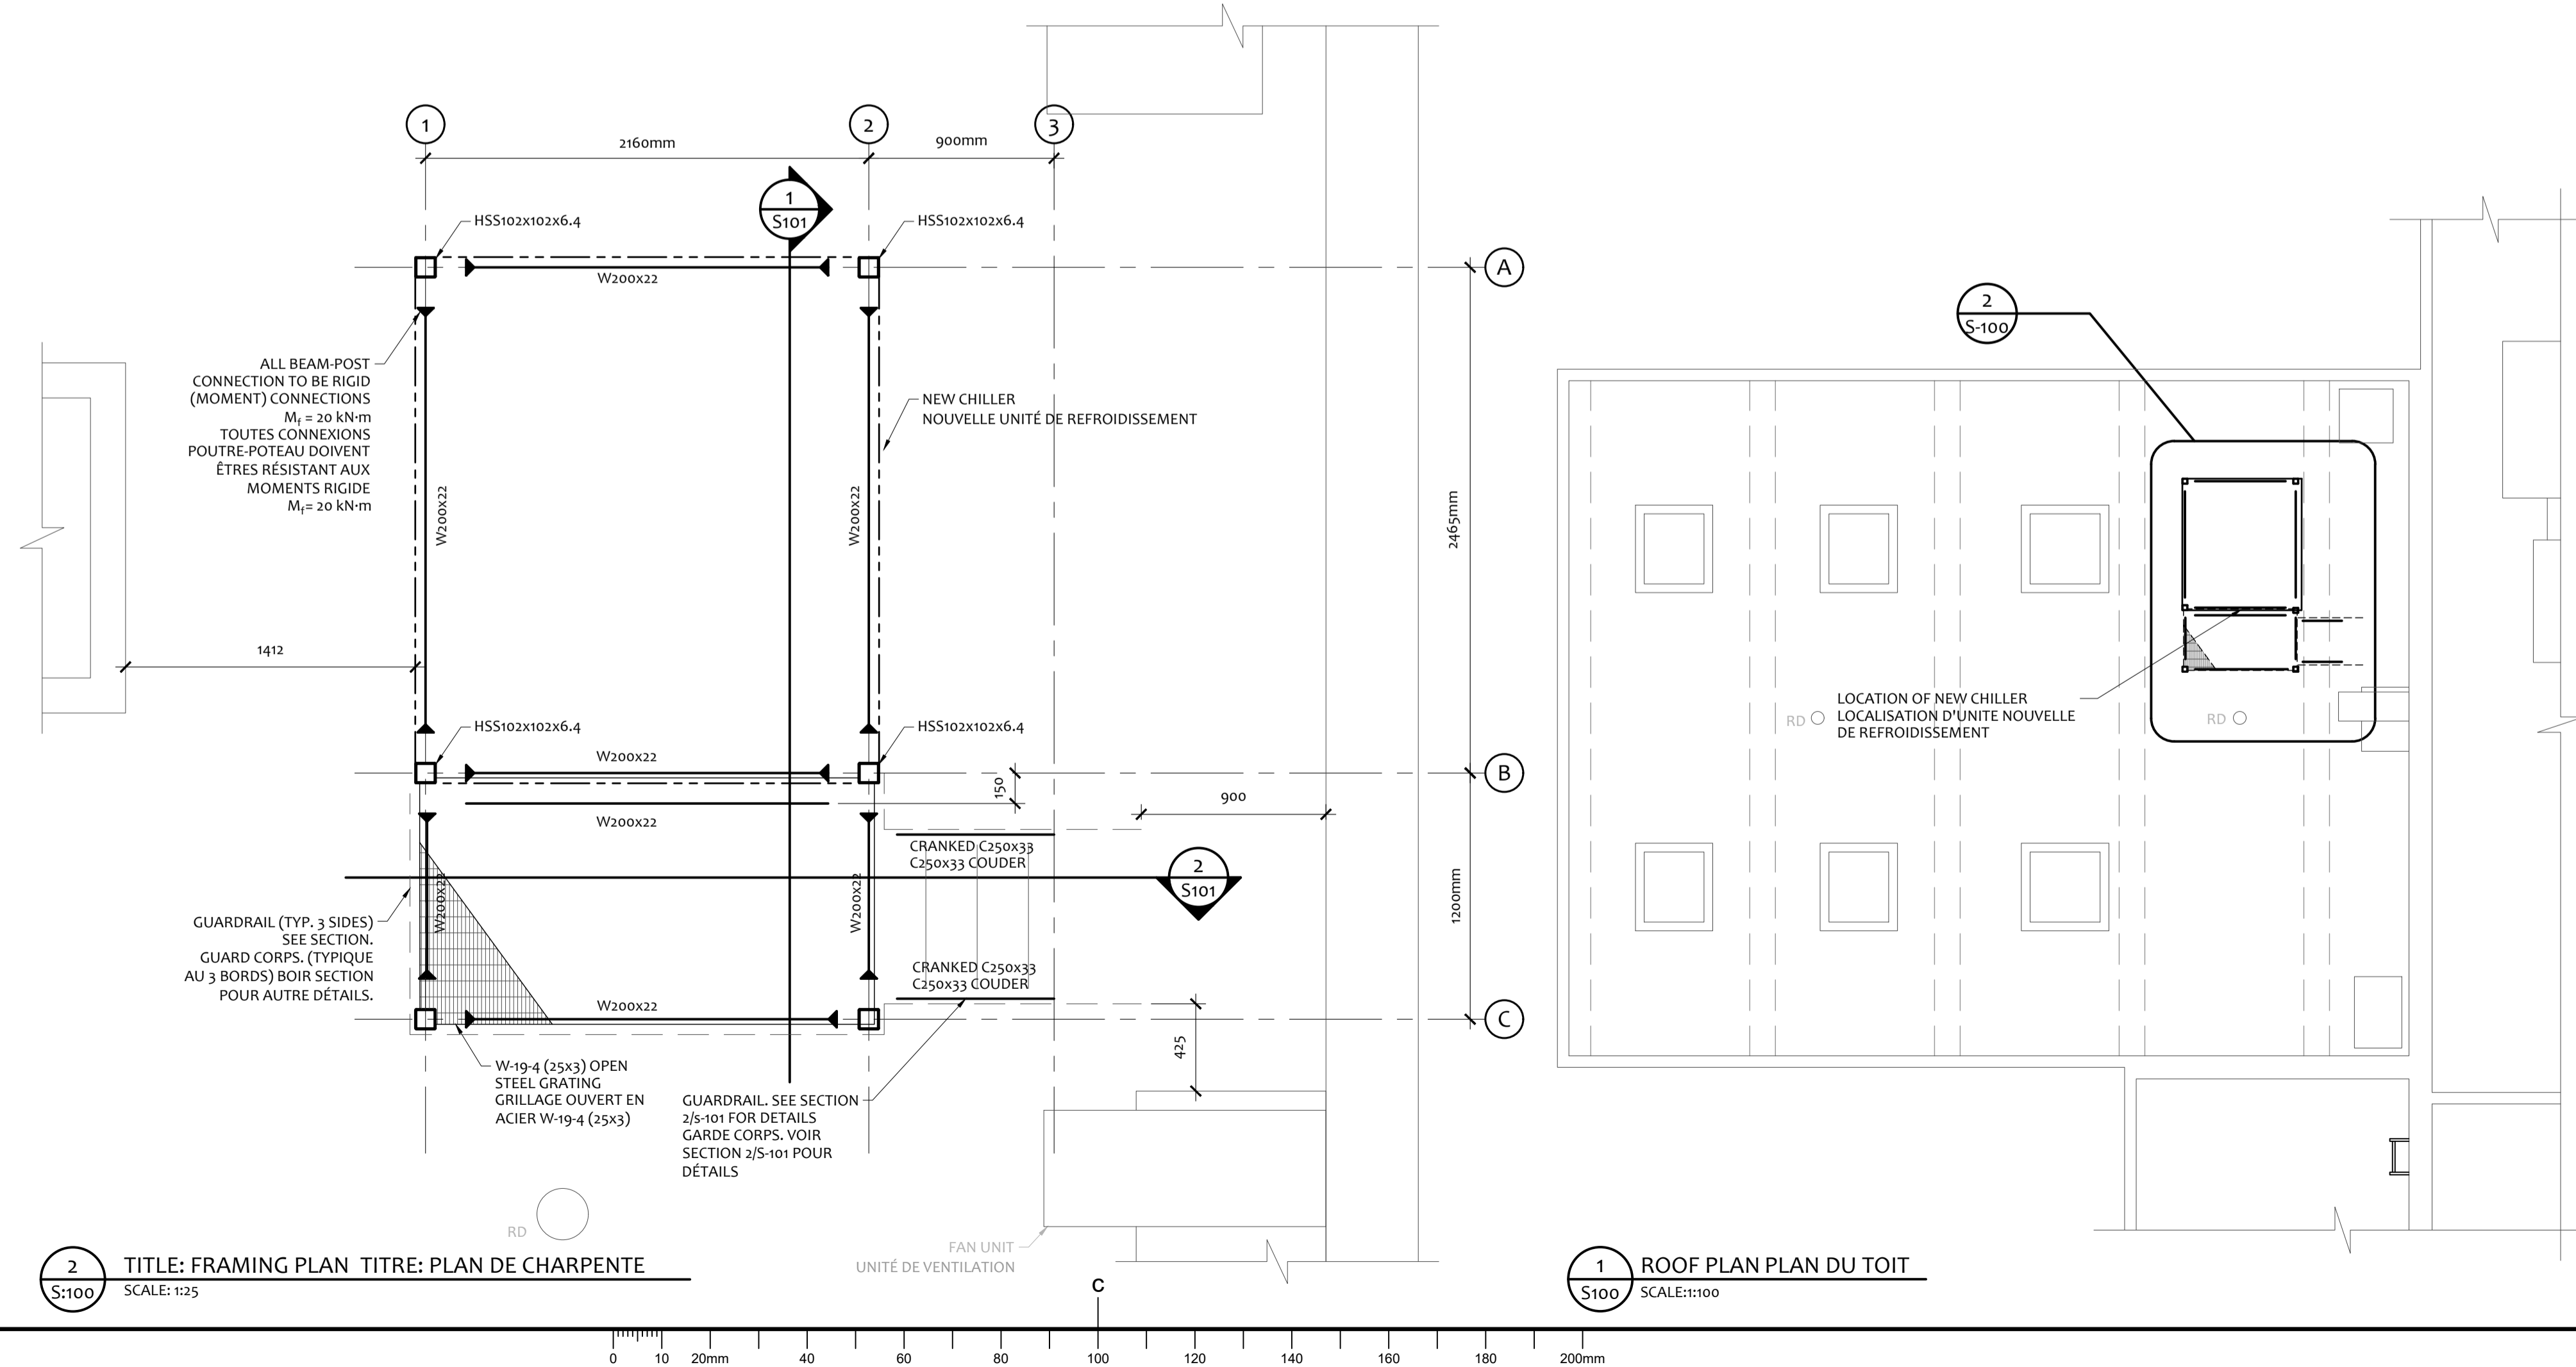 1
2
3
2160mm
900mm
1
S101
HSS102x102x6.4
HSS102x102x6.4
W200x22
A
ALL BEAM-POST
CONNECTION TO BE RIGID
(MOMENT) CONNECTIONS
Mf = 20 kN·m
TOUTES CONNEXIONS
POUTRE-POTEAU DOIVENT
ÊTRES RÉSISTANT AUX
MOMENTS RIGIDE
Mf= 20 kN·m
NEW CHILLER
NOUVELLE UNITÉ DE REFROIDISSEMENT
W200x22
W200x22
2465mm
1412
HSS102x102x6.4
HSS102x102x6.4
W200x22
B
150
W200x22
900
CRANKED C250x33
C250x33 COUDER
2
S101
W200x22
W200x22
1200mm
GUARDRAIL (TYP. 3 SIDES)
SEE SECTION.
GUARD CORPS. (TYPIQUE
AU 3 BORDS) BOIR SECTION
POUR AUTRE DÉTAILS.
CRANKED C250x33
C250x33 COUDER
W200x22
C
425
W-19-4 (25x3) OPEN
STEEL GRATING
GRILLAGE OUVERT EN
ACIER W-19-4 (25x3)
GUARDRAIL. SEE SECTION
2/s-101 FOR DETAILS
GARDE CORPS. VOIR
SECTION 2/S-101 POUR
DÉTAILS
RD
FAN UNIT
UNITÉ DE VENTILATION
2
S:100
TITLE: FRAMING PLAN TITRE: PLAN DE CHARPENTE
SCALE: 1:25
2
S-100
LOCATION OF NEW CHILLER
LOCALISATION D'UNITE NOUVELLE
DE REFROIDISSEMENT
RD
RD
1
S100
ROOF PLAN PLAN DU TOIT
SCALE:1:100
C
0 10 20mm 40 60 80 100 120 140 160 180 200mm